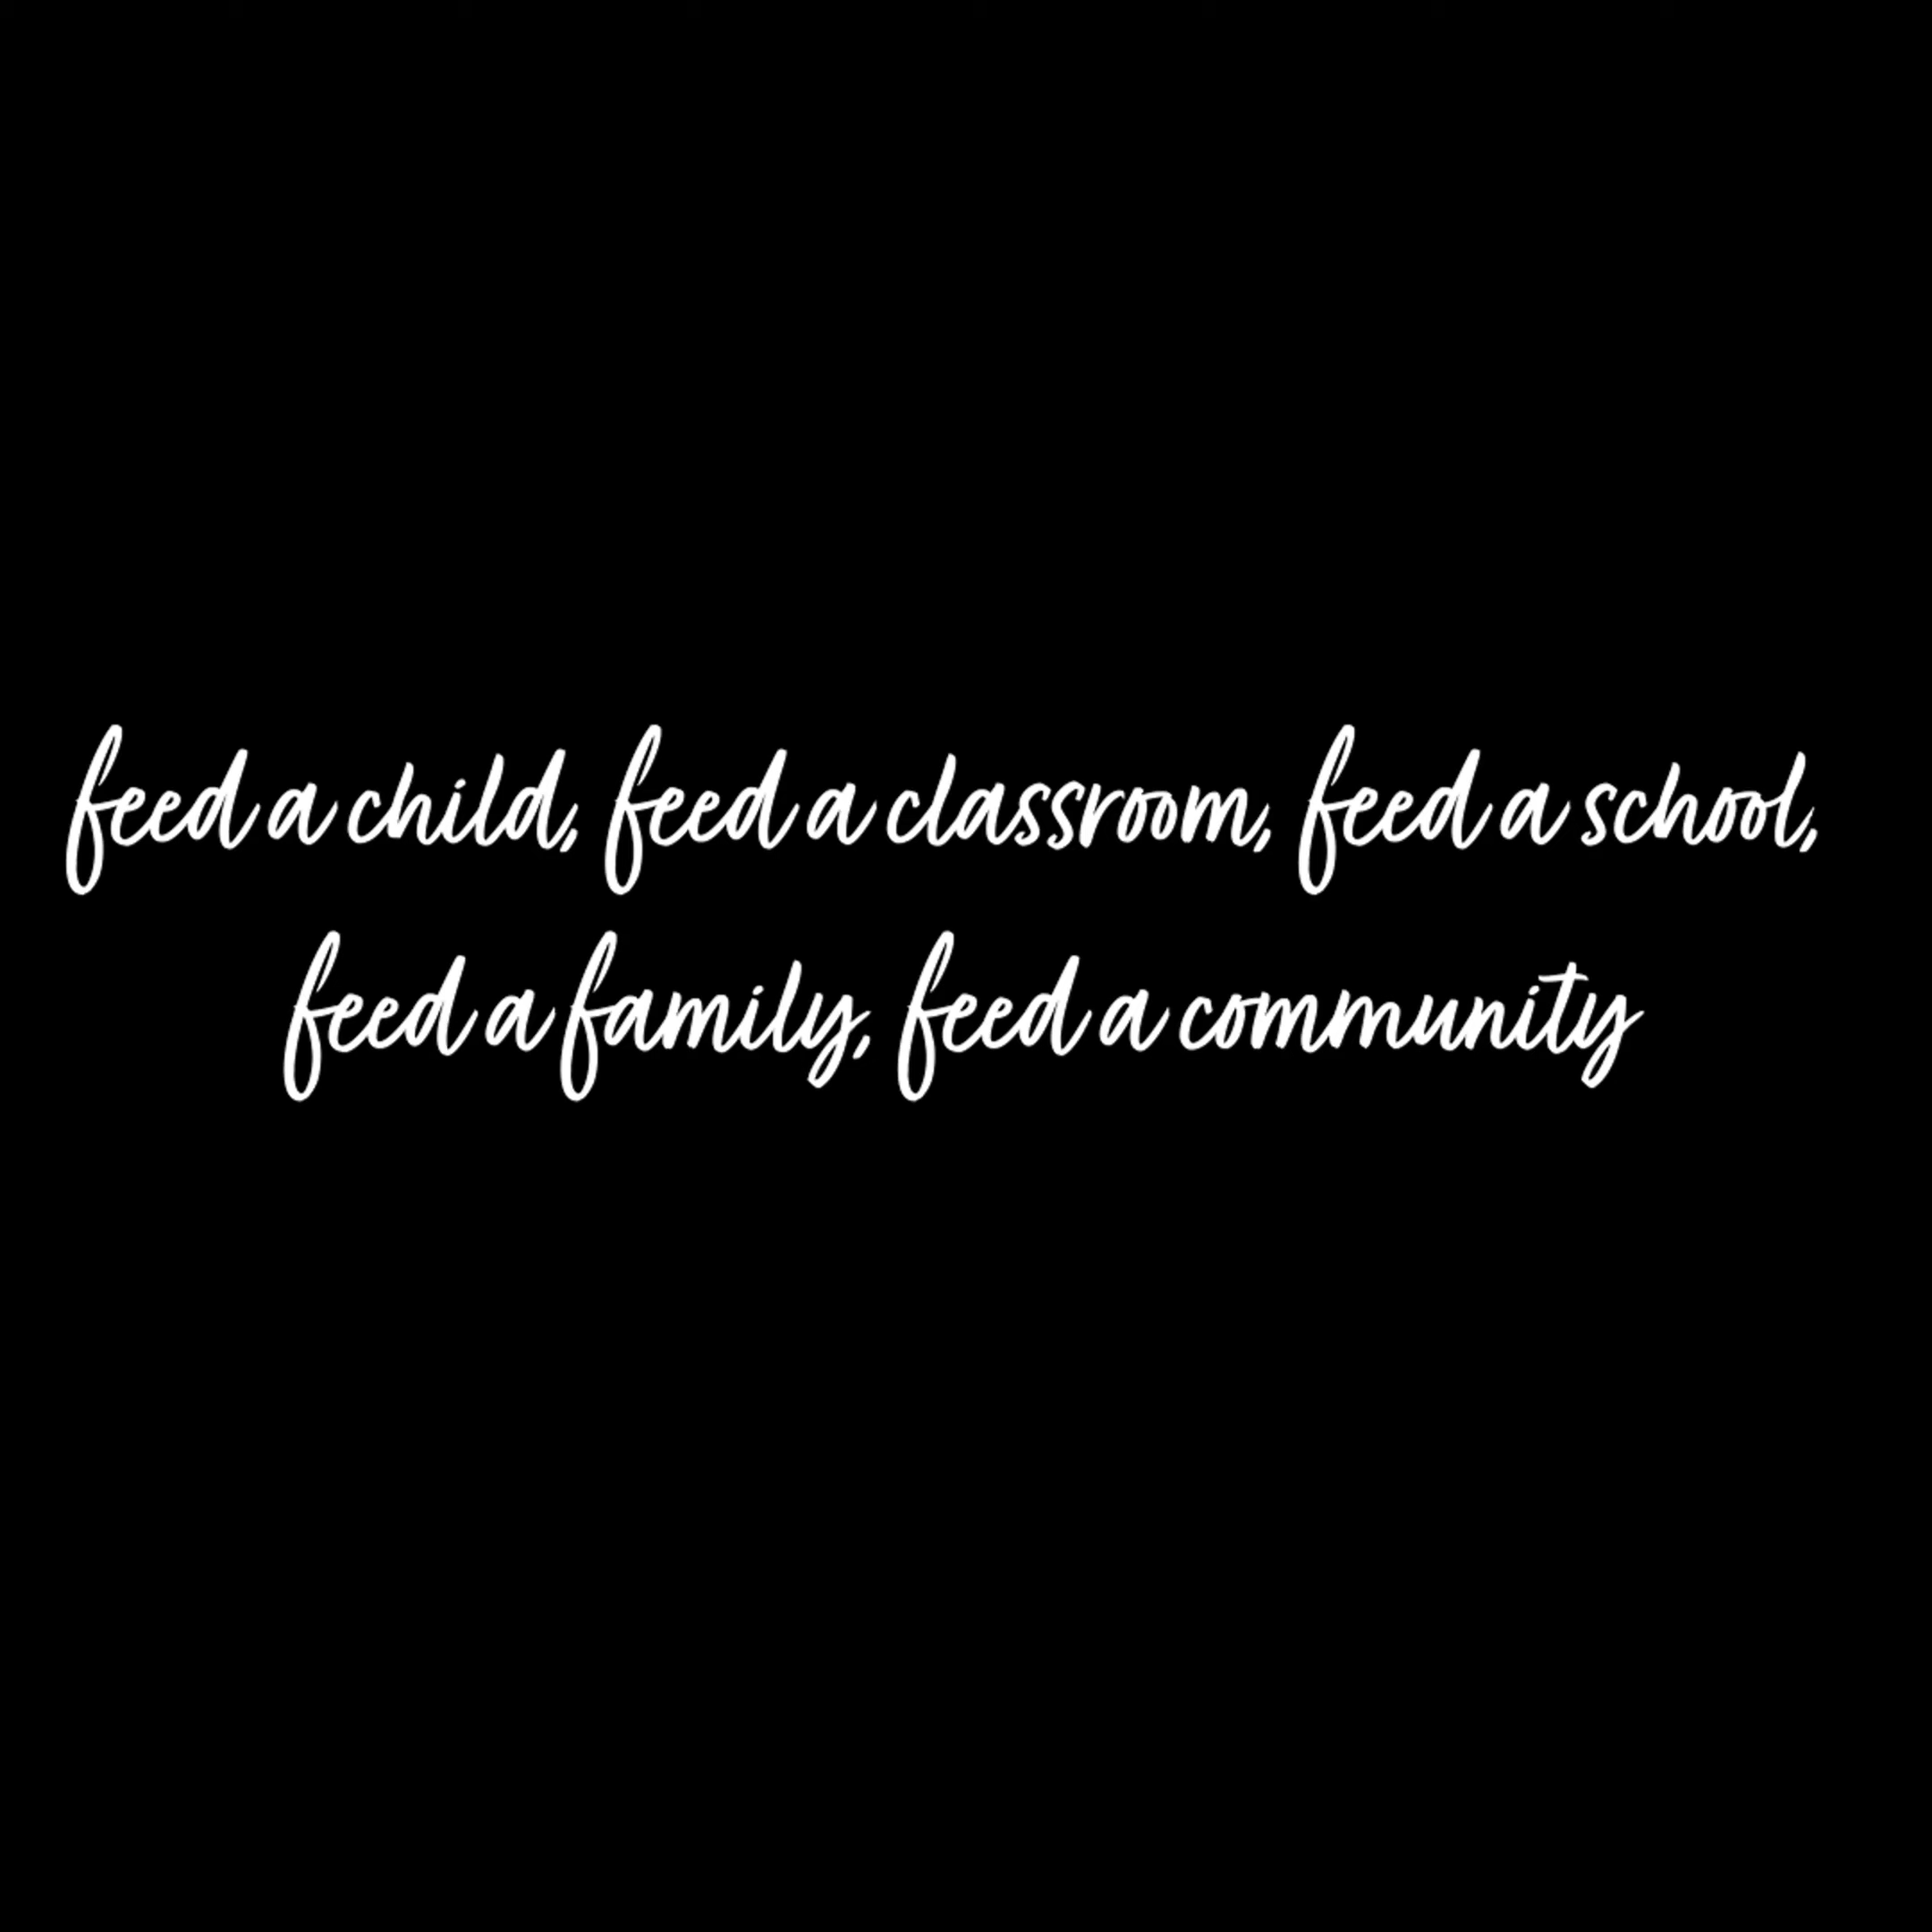 feed a child, feed a classroom, feed a school,
feed a family, feed a community